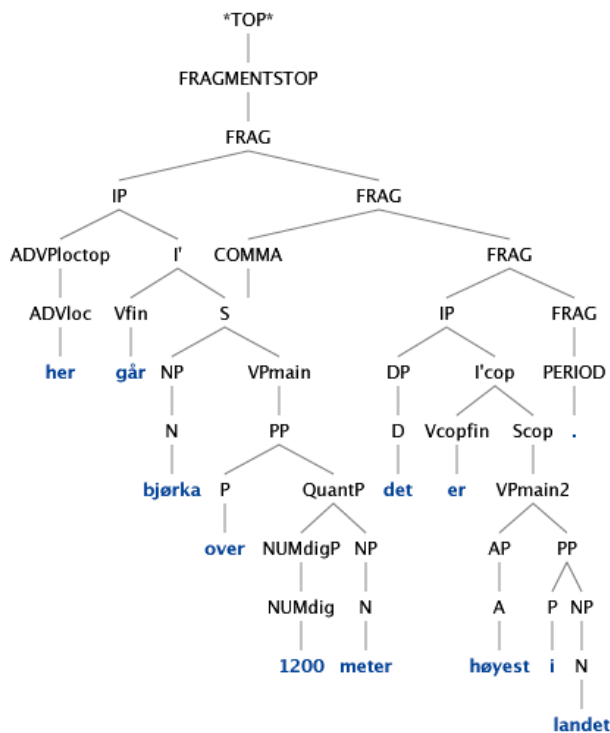 *TOP*
FRAGMENTSTOP
FRAG
IP FRAG
ADVPloctop I' COMMA FRAG
ADVloc Vfin S IP FRAG
her går NP VPmain DP I'cop PERIOD
N PP D Vcopfin Scop .
bjørka P QuantP det er VPmain2
over NUMdigP NP AP PP
NUMdig N A P NP
1200 meter høyest i N
landet